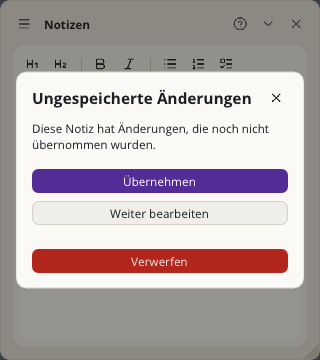 Notizen
H1 H2 B I
Ungespeicherte Änderungen
Diese Notiz hat Änderungen, die noch nicht
übernommen wurden.
Übernehmen
Weiter bearbeiten
Verwerfen